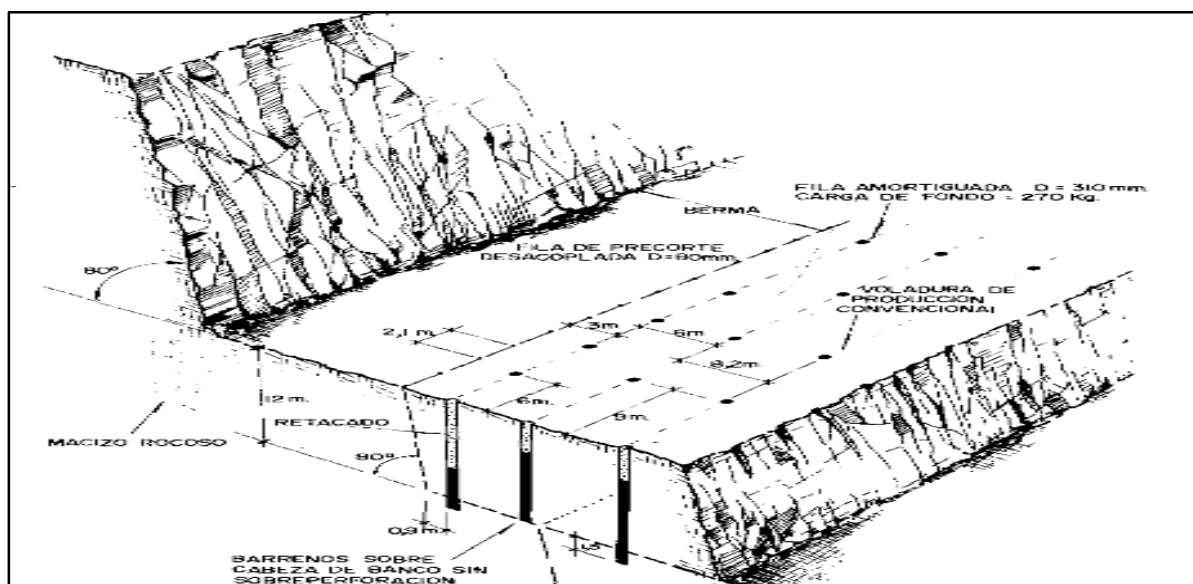 FILA AMORTIGUADA D = 310 mm.
CARGA DE FONDO = 270 Kg.
BERMA
FILA DE PRECORTE
DESACOPLADA D=80mm.
VOLADURA DE
PRODUCCION
CONVENCIONAL
80º
2,1 m.
3m
6m
8,2m
12 m.
6m.
9m.
RETACADO
MACIZO ROCOSO
90º
0,9 m
BARRENOS SOBRE
CABEZA DE BANCO SIN
SOBREPERFORACION